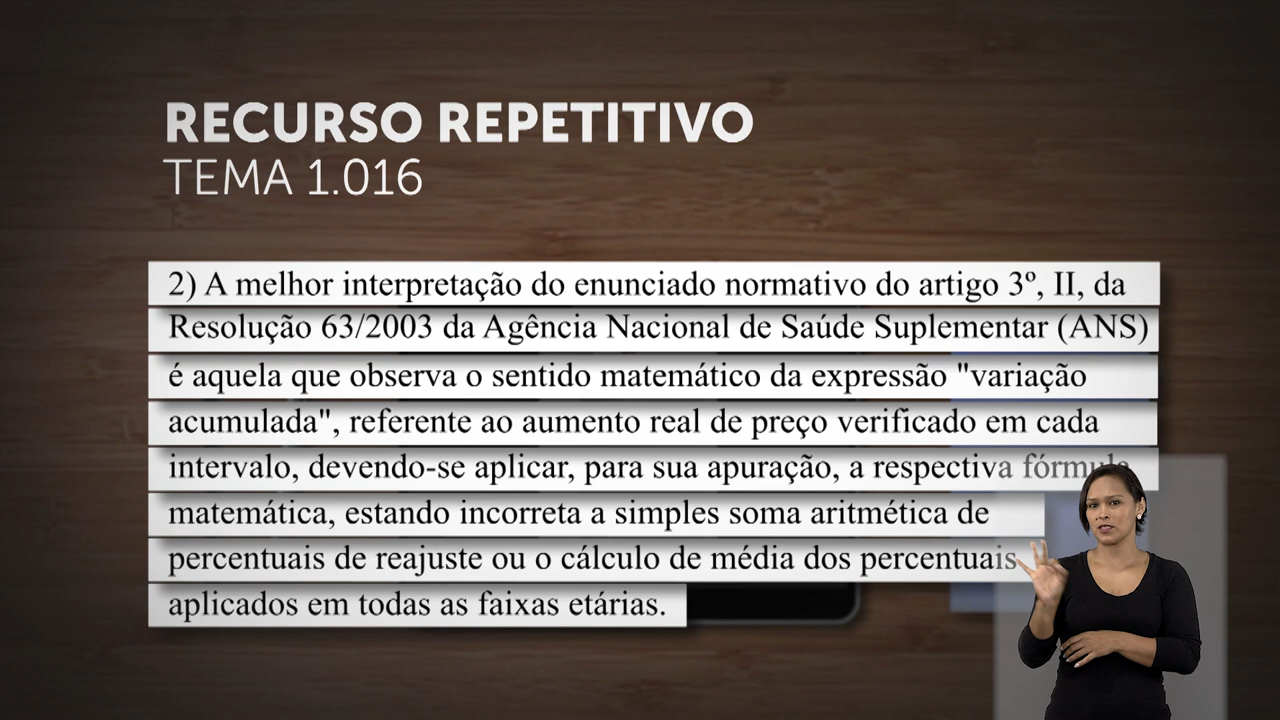 RECURSO REPETITIVO
TEMA 1.016
2) A melhor interpretação do enunciado normativo do artigo 3º, II, da
Resolução 63/2003 da Agência Nacional de Saúde Suplementar (ANS)
é aquela que observa o sentido matemático da expressão "variação
acumulada", referente ao aumento real de preço verificado em cada
intervalo, devendo-se aplicar, para sua apuração, a respectiva fórmula
matemática, estando incorreta a simples soma aritmética de
percentuais de reajuste ou o cálculo de média dos percentuais
aplicados em todas as faixas etárias.